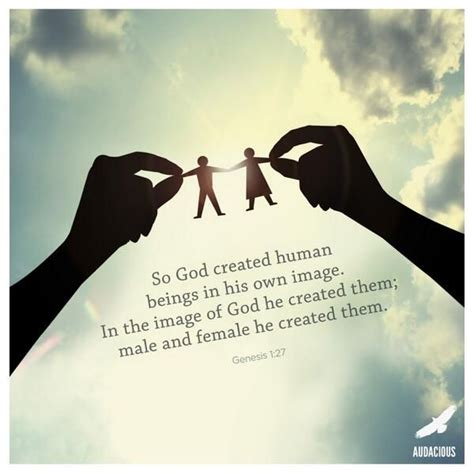 So God created human
beings in his own image.
In the image of God he created them;
male and female he created them.
Genesis 1:27
AUDACIOUS